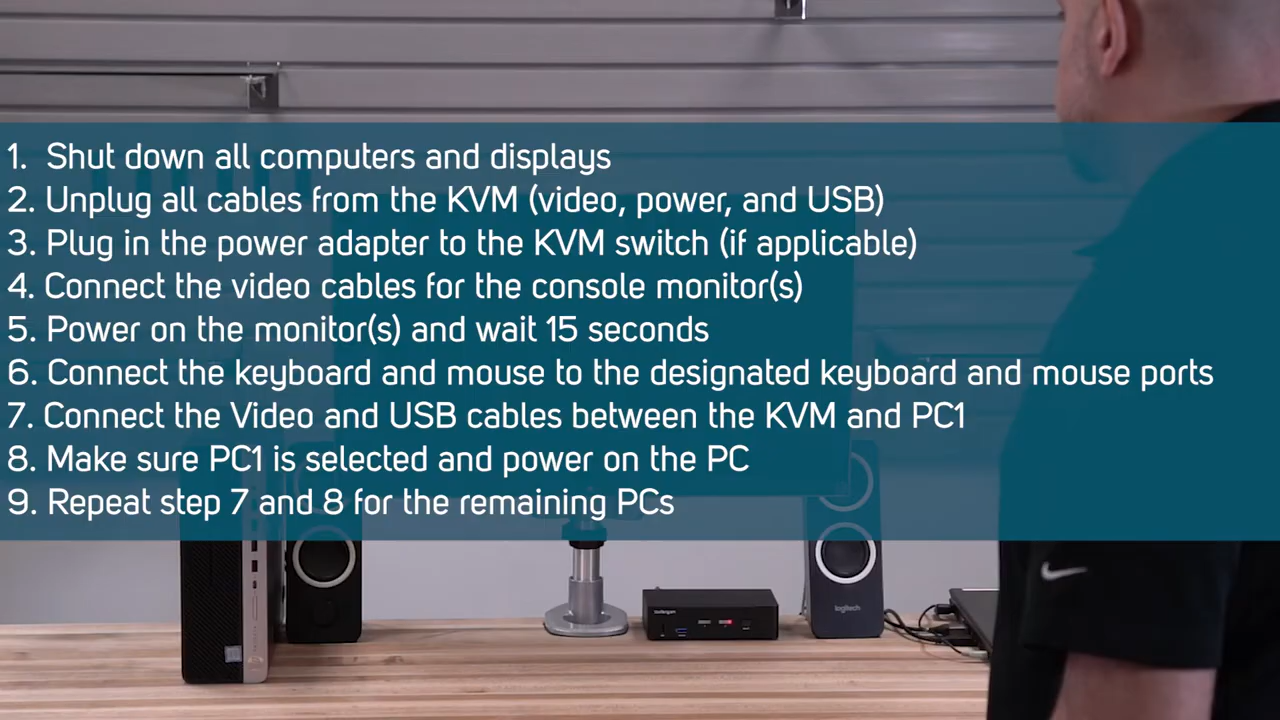 1. Shut down all computers and displays
2. Unplug all cables from the KVM (video, power, and USB)
3. Plug in the power adapter to the KVM switch (if applicable)
4. Connect the video cables for the console monitor(s)
5. Power on the monitor(s) and wait 15 seconds
6. Connect the keyboard and mouse to the designated keyboard and mouse ports
7. Connect the Video and USB cables between the KVM and PC1
8. Make sure PC1 is selected and power on the PC
9. Repeat step 7 and 8 for the remaining PCs
StarTech.com
logitech